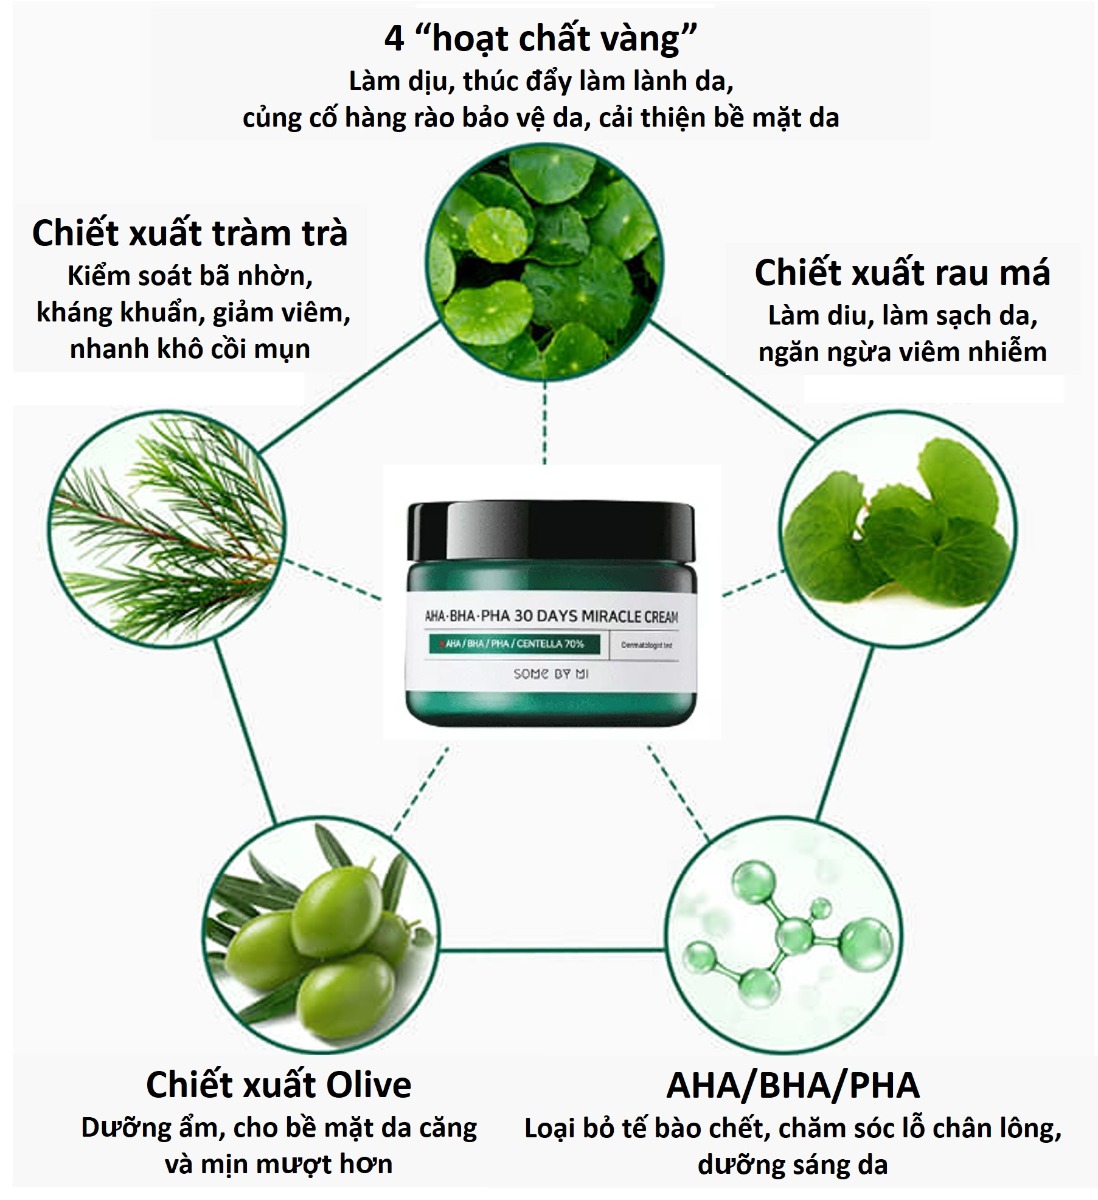 4 “hoạt chất vàng”
Làm dịu, thúc đẩy làm lành da,
củng cố hàng rào bảo vệ da, cải thiện bề mặt da
Chiết xuất tràm trà
Kiểm soát bã nhờn,
kháng khuẩn, giảm viêm,
nhanh khô cồi mụn
Chiết xuất rau má
Làm diu, làm sạch da,
ngăn ngừa viêm nhiễm
AHA·BHA·PHA 30 DAYS MIRACLE CREAM
AHA / BHA / PHA / CENTELLA 70%
Dermatologist test
SOME BY MI
Chiết xuất Olive
Dưỡng ẩm, cho bề mặt da căng
và mịn mượt hơn
AHA/BHA/PHA
Loại bỏ tế bào chết, chăm sóc lỗ chân lông,
dưỡng sáng da